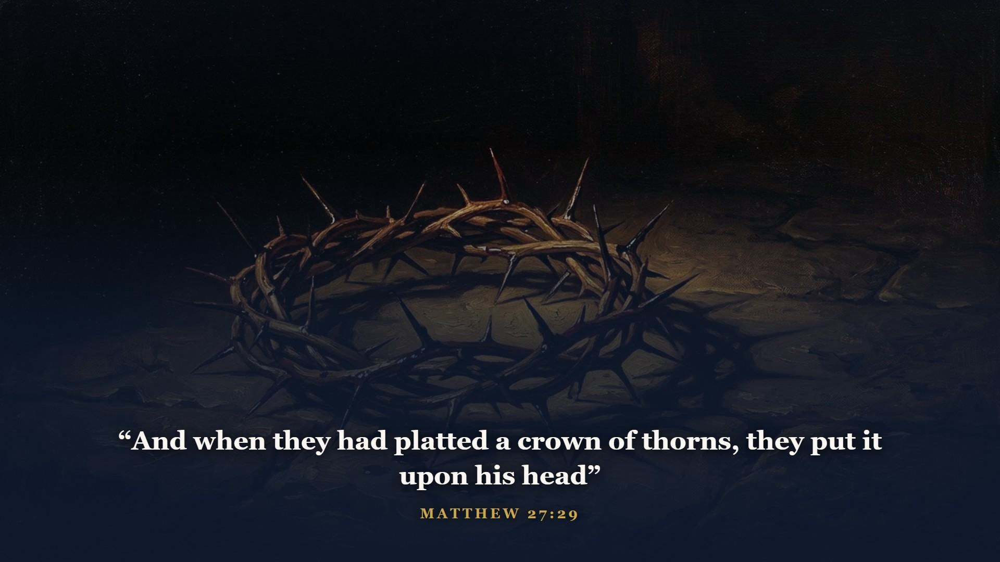 “And when they had platted a crown of thorns, they put it
upon his head”
MATTHEW 27:29